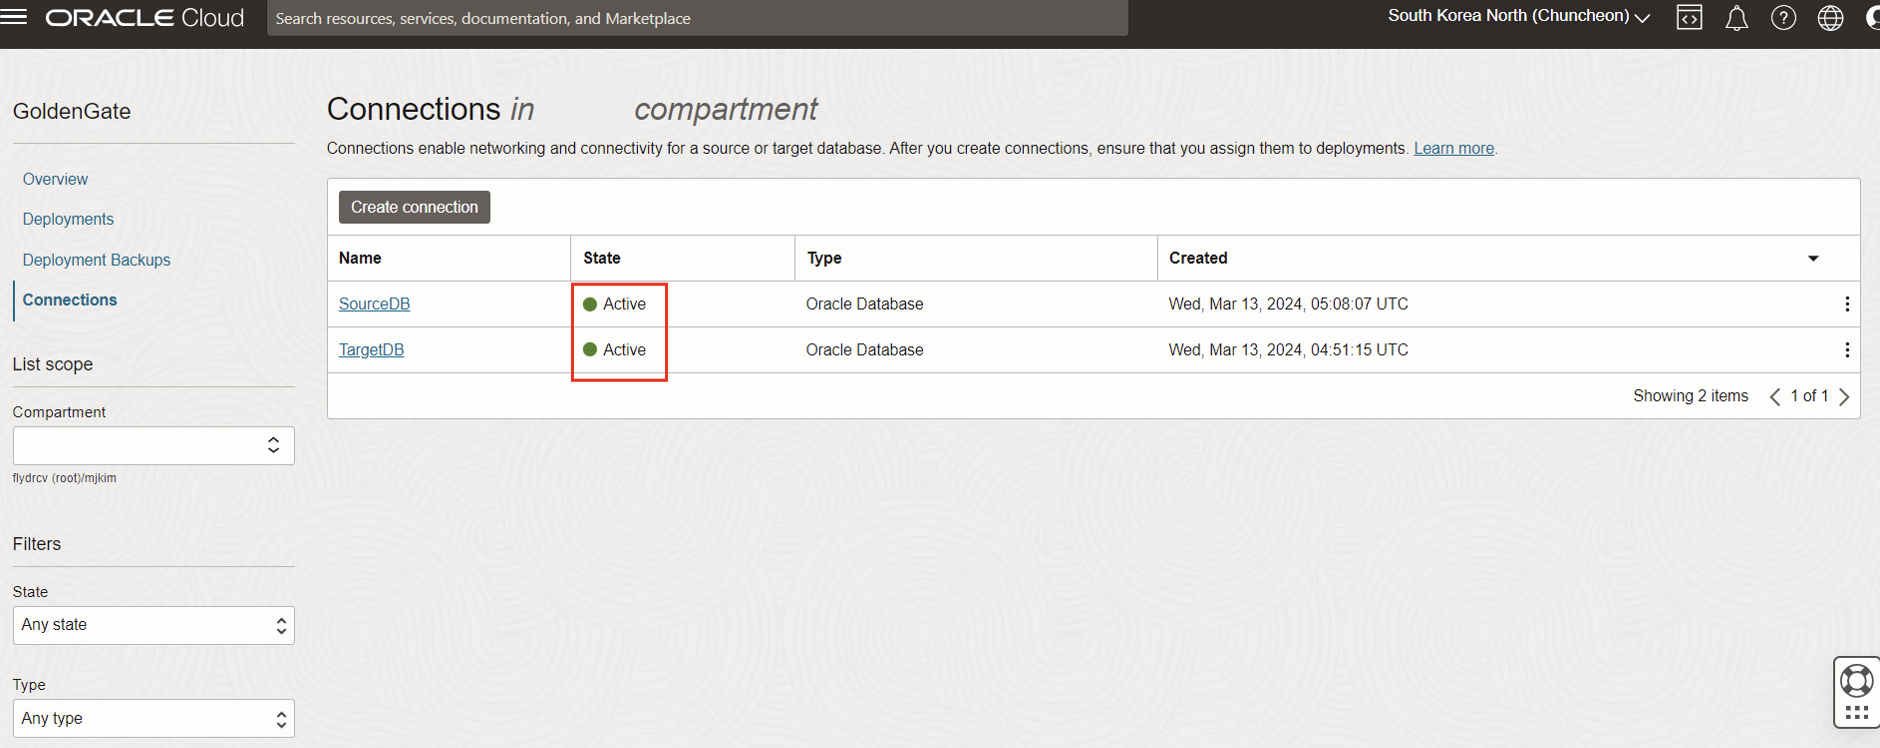 ORACLE Cloud
Search resources, services, documentation, and Marketplace
South Korea North (Chuncheon)
GoldenGate
Overview
Deployments
Deployment Backups
Connections
List scope
Compartment
flydrcv (root)/mjkim
Filters
State
Any state
Type
Any type
Connections in compartment
Connections enable networking and connectivity for a source or target database. After you create connections, ensure that you assign them to deployments. Learn more.
Create connection
Name State Type Created
SourceDB Active Oracle Database Wed, Mar 13, 2024, 05:08:07 UTC
TargetDB Active Oracle Database Wed, Mar 13, 2024, 04:51:15 UTC
Showing 2 items 1 of 1